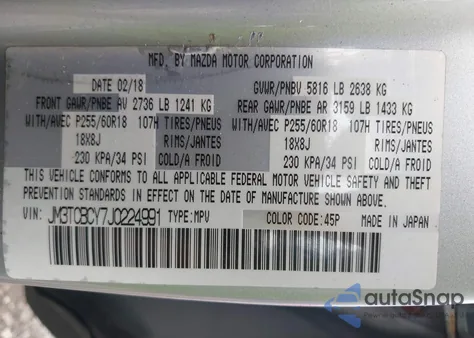 MFD. BY MAZDA MOTOR CORPORATION
DATE 02/18 GVWR/PNBV 5816 LB 2638 KG
FRONT GAWR/PNBE AV 2736 LB 1241 KG REAR GAWR/PNBE AR 3159 LB 1433 KG
WITH/AVEC P255/60R18 107H TIRES/PNEUS WITH/AVEC P255/60R18 107H TIRES/PNEUS
18X8J RIMS/JANTES 18X8J RIMS/JANTES
230 KPA/34 PSI COLD/A FROID 230 KPA/34 PSI COLD/A FROID
THIS VEHICLE CONFORMS TO ALL APPLICABLE FEDERAL MOTOR VEHICLE SAFETY AND THEFT
PREVENTION STANDARDS IN EFFECT ON THE DATE OF MANUFACTURE SHOWN ABOVE.
VIN: JM3TCBCY7J0224991 TYPE: MPV COLOR CODE: 45P MADE IN JAPAN
autoSnap